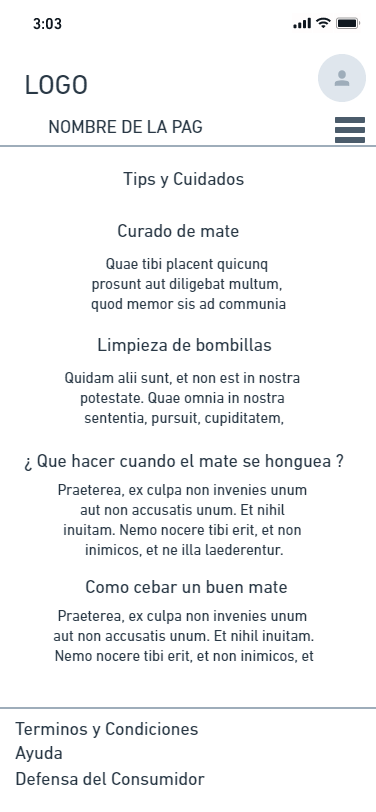 3:03
LOGO
NOMBRE DE LA PAG
Tips y Cuidados
Curado de mate
Quae tibi placent quicunq
prosunt aut diligebat multum,
quod memor sis ad communia
Limpieza de bombillas
Quidam alii sunt, et non est in nostra
potestate. Quae omnia in nostra
sententia, pursuit, cupiditatem,
¿ Que hacer cuando el mate se honguea ?
Praeterea, ex culpa non invenies unum
aut non accusatis unum. Et nihil
inuitam. Nemo nocere tibi erit, et non
inimicos, et ne illa laederentur.
Como cebar un buen mate
Praeterea, ex culpa non invenies unum
aut non accusatis unum. Et nihil inuitam.
Nemo nocere tibi erit, et non inimicos, et
Terminos y Condiciones
Ayuda
Defensa del Consumidor